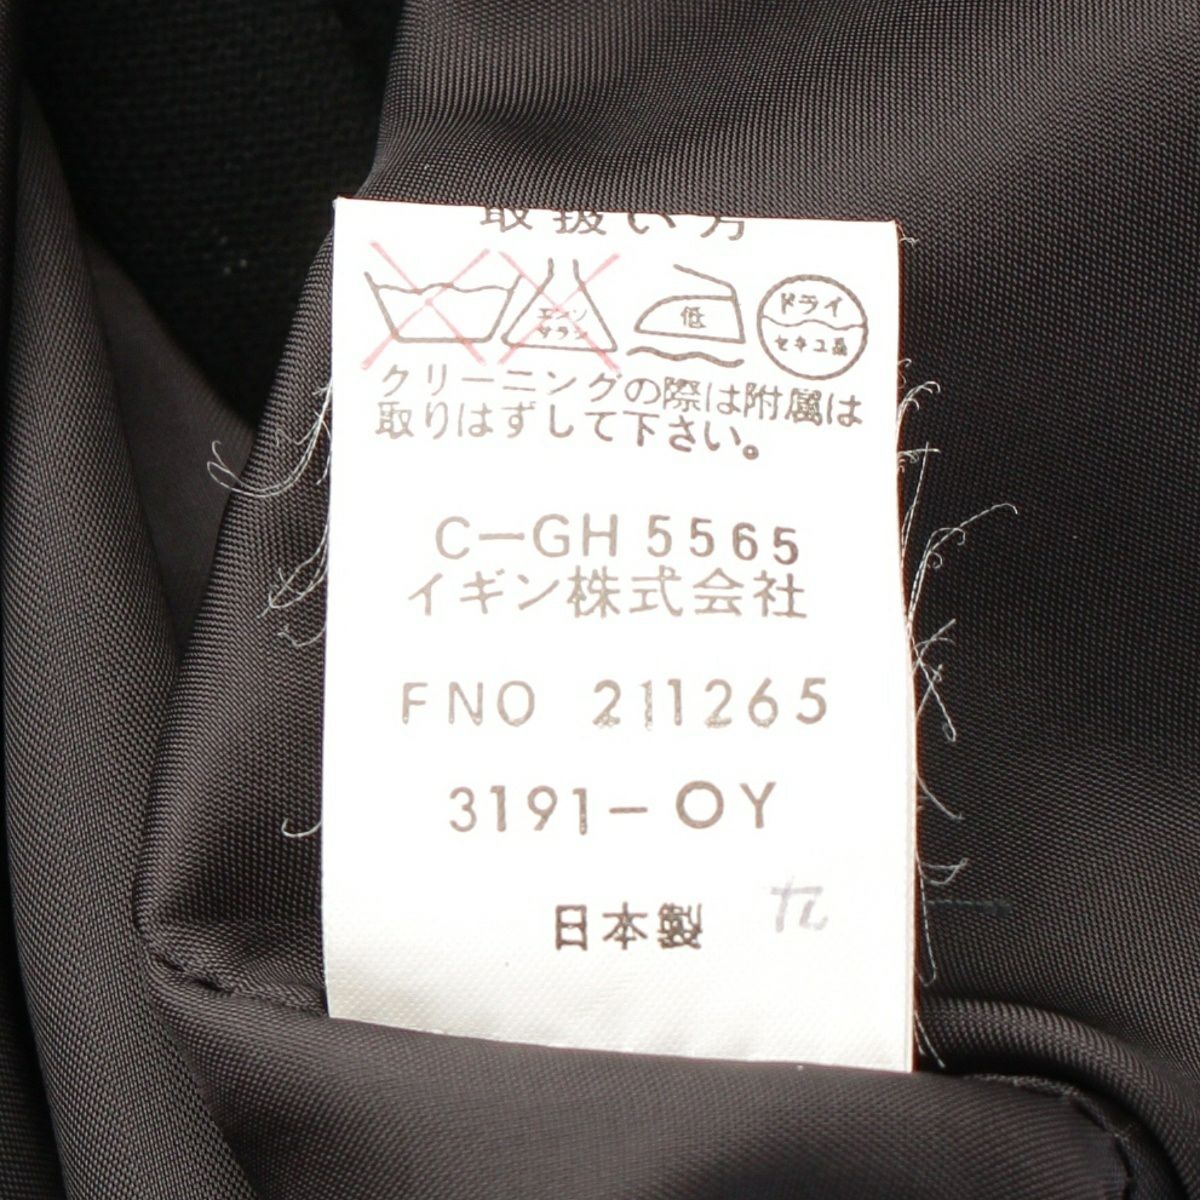 取扱い方
エンソ
サラシ
低
ドライ
セキユ系
クリーニングの際は附属は
取りはずして下さい。
C-GH 5565
イギン株式会社
FNO 211265
3191-OY
日本製